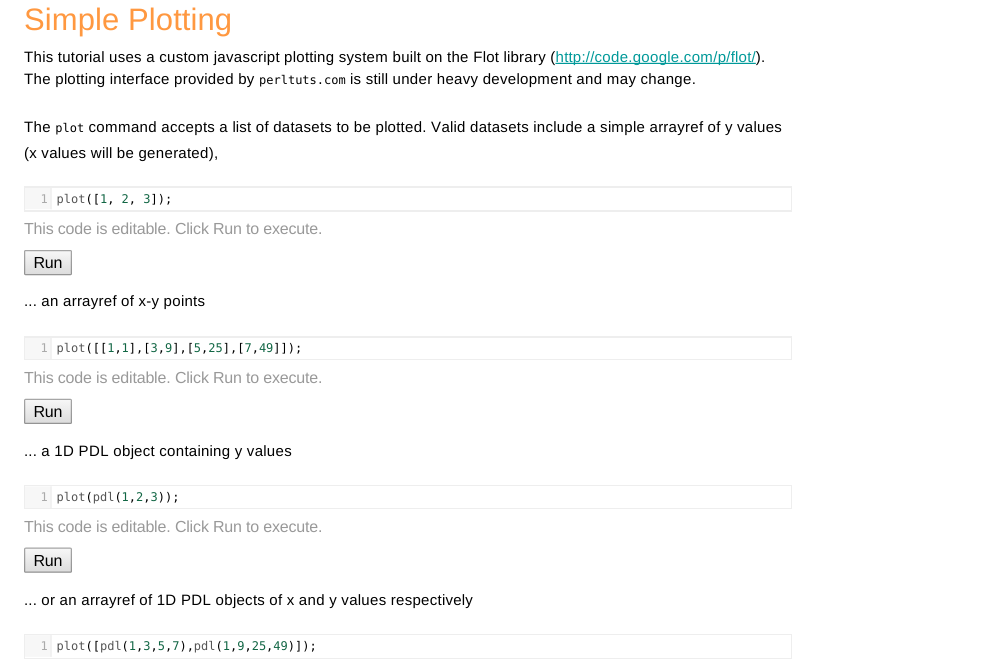 Simple Plotting
This tutorial uses a custom javascript plotting system built on the Flot library (http://code.google.com/p/flot/).
The plotting interface provided by perltuts.com is still under heavy development and may change.
The plot command accepts a list of datasets to be plotted. Valid datasets include a simple arrayref of y values
(x values will be generated),
1 plot([1, 2, 3]);
This code is editable. Click Run to execute.
Run
... an arrayref of x-y points
1 plot([[1,1],[3,9],[5,25],[7,49]]);
This code is editable. Click Run to execute.
Run
... a 1D PDL object containing y values
1 plot(pdl(1,2,3));
This code is editable. Click Run to execute.
Run
... or an arrayref of 1D PDL objects of x and y values respectively
1 plot([pdl(1,3,5,7),pdl(1,9,25,49)]);